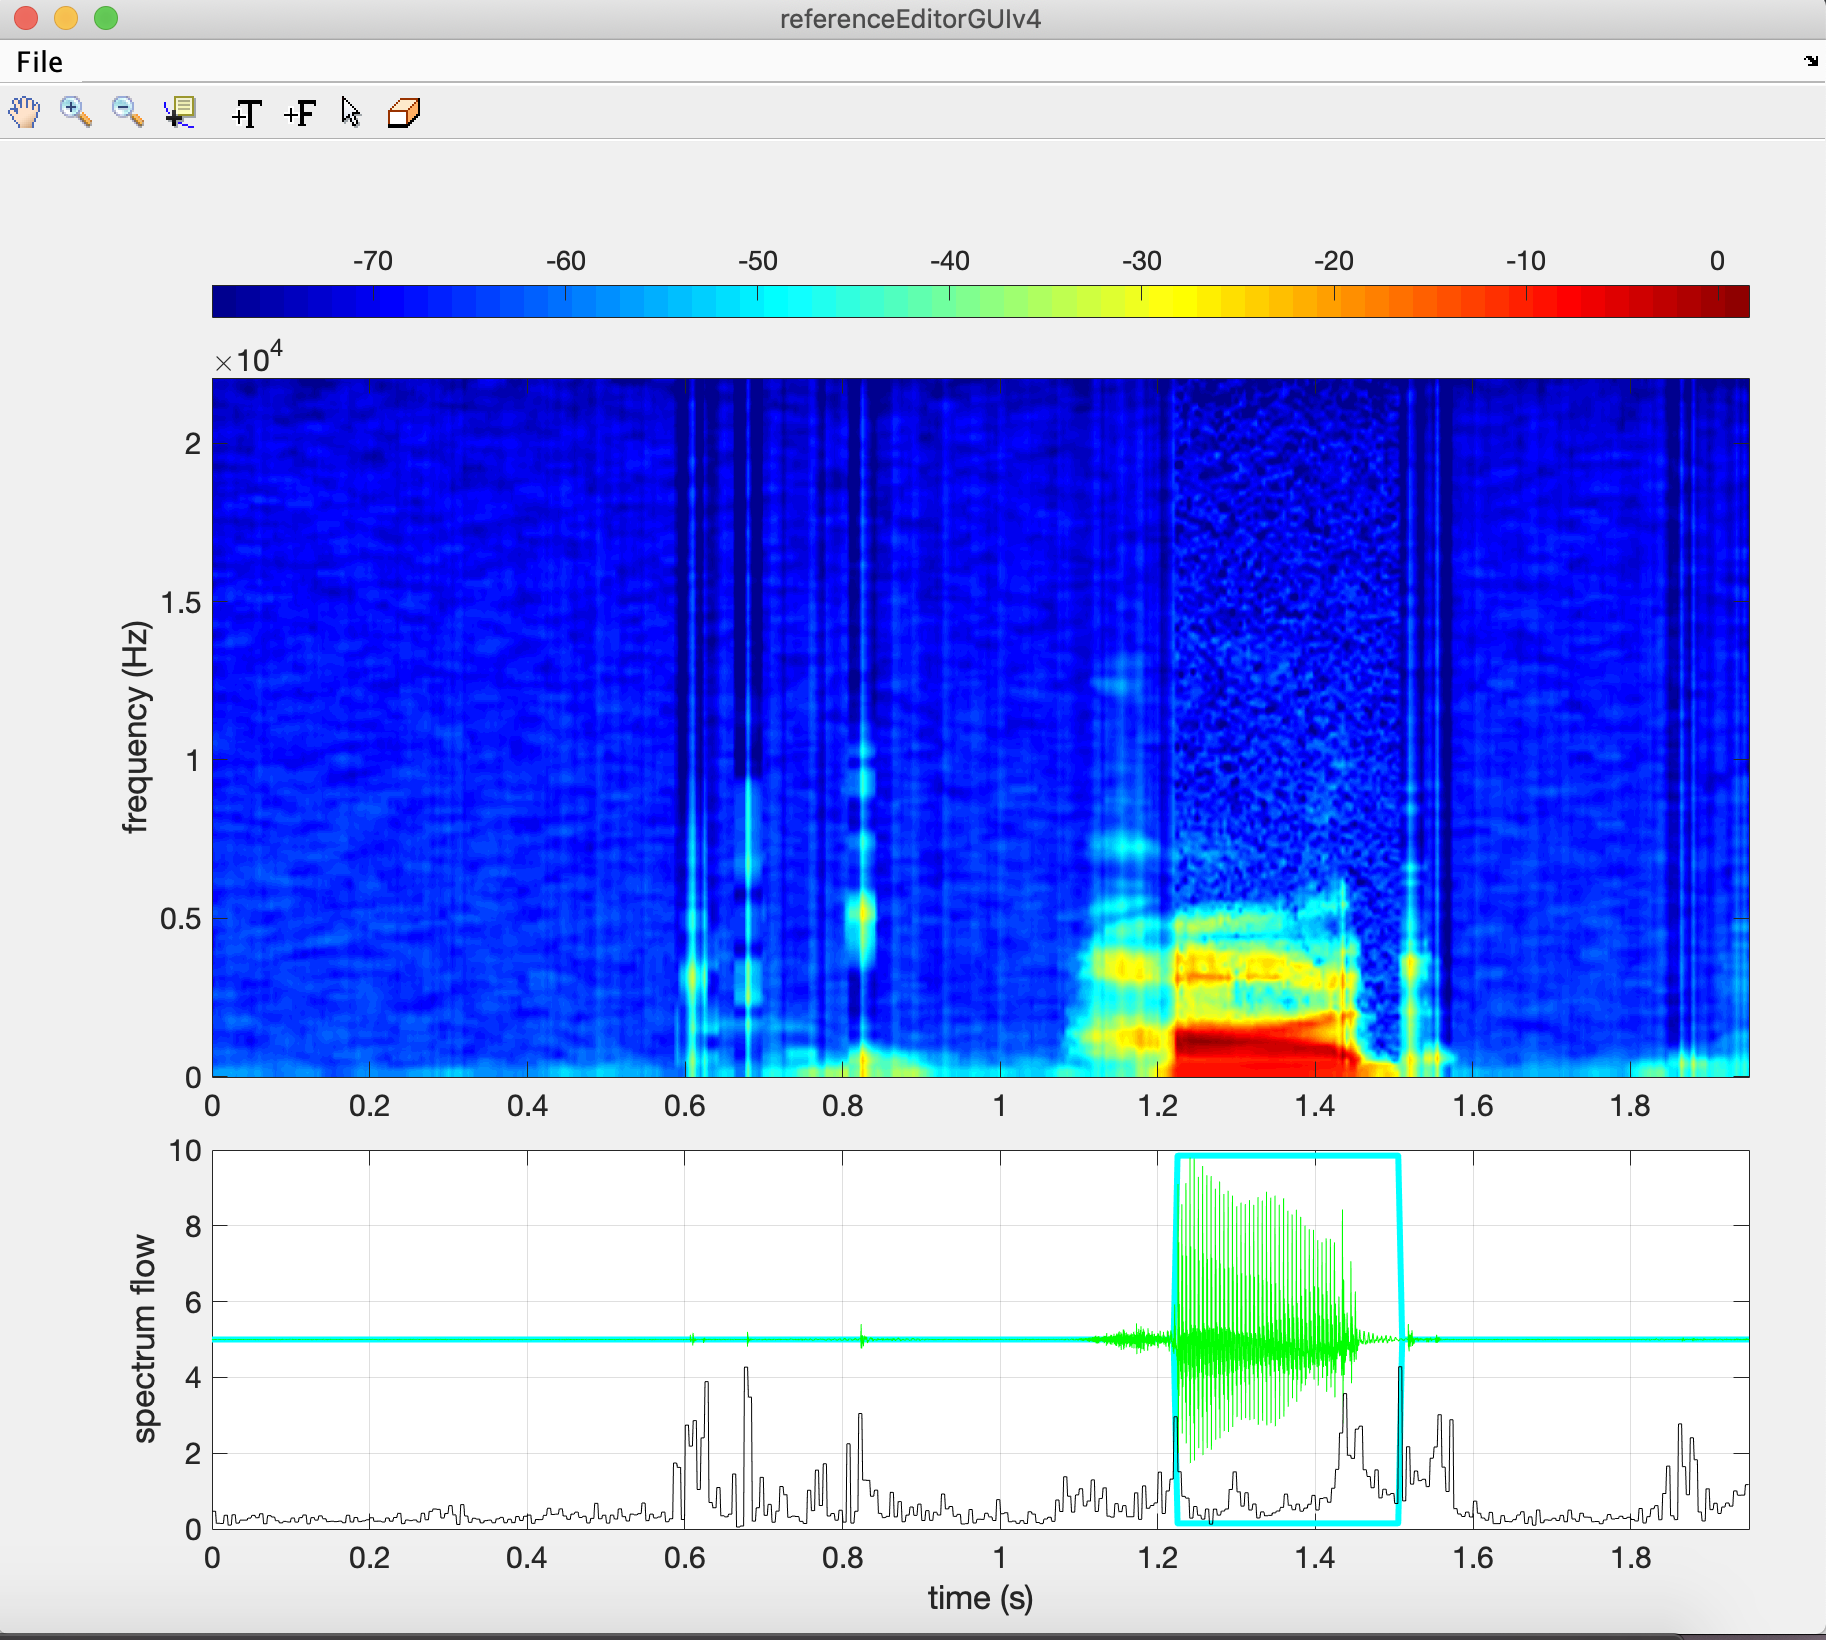 referenceEditorGUIv4
File
+T +F
-70 -60 -50 -40 -30 -20 -10 0
×10⁴
2
1.5
1
0.5
0
frequency (Hz)
0 0.2 0.4 0.6 0.8 1 1.2 1.4 1.6 1.8
10
8
6
4
2
0
spectrum flow
0 0.2 0.4 0.6 0.8 1 1.2 1.4 1.6 1.8
time (s)